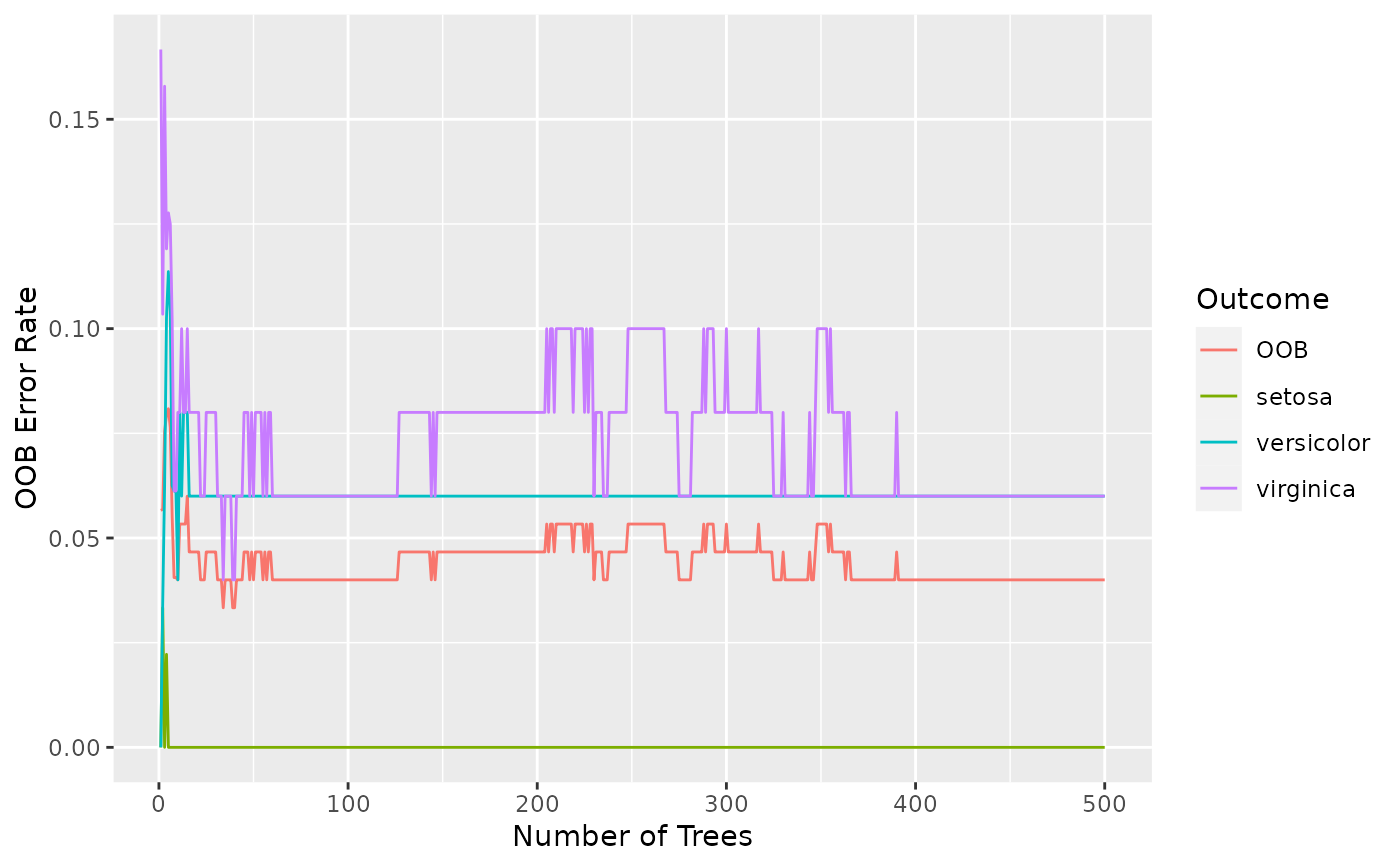 OOB Error Rate
0.15
0.10
0.05
0.00
0 100 200 300 400 500
Number of Trees
Outcome
OOB
setosa
versicolor
virginica